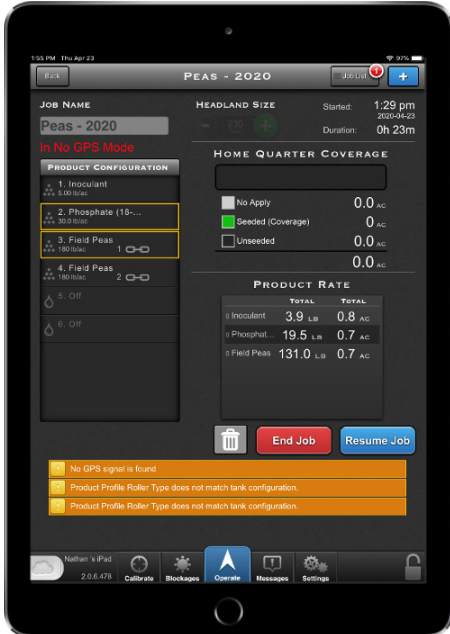 1:55 PM Thu Apr 23 97%
Back PEAS - 2020 Job List 1 +
JOB NAME
Peas - 2020
In No GPS Mode
HEADLAND SIZE
- 230 +
Started: 1:29 pm
2020-04-23
Duration: 0h 23m
PRODUCT CONFIGURATION
1. Inoculant
5.00 lb/ac
2. Phosphate (16-...
30.0 lb/ac
3. Field Peas
180 lb/ac 1
4. Field Peas
180 lb/ac 2
5. Off
6. Off
HOME QUARTER COVERAGE
No Apply 0.0 AC
Seeded (Coverage) 0 AC
Unseeded 0.0 AC
0.0 AC
PRODUCT RATE
TOTAL TOTAL
Inoculant 3.9 LB 0.8 AC
Phosphat... 19.5 LB 0.7 AC
Field Peas 131.0 LB 0.7 AC
End Job Resume Job
No GPS signal is found
Product Profile Roller Type does not match tank configuration.
Product Profile Roller Type does not match tank configuration.
Nathan 's iPad
2.0.6.478
Calibrate Blockages Operate Messages Settings